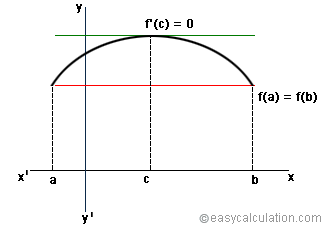 y
f'(c) = 0
f(a) = f(b)
x' a c b x
y'
©easycalculation.com